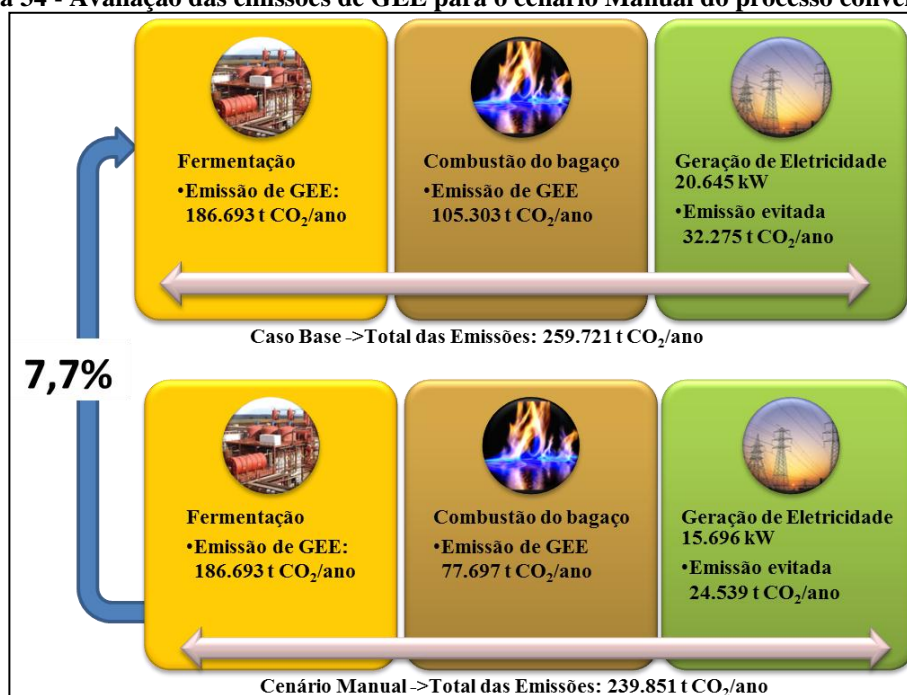 a 34 - Avaliação das emissões de GEE para o cenário Manual do processo conve
Fermentação
•Emissão de GEE:
186.693 t CO₂/ano
Combustão do bagaço
•Emissão de GEE
105.303 t CO₂/ano
Geração de Eletricidade
20.645 kW
•Emissão evitada
32.275 t CO₂/ano
Caso Base ->Total das Emissões: 259.721 t CO₂/ano
7,7%
Fermentação
•Emissão de GEE:
186.693 t CO₂/ano
Combustão do bagaço
•Emissão de GEE
77.697 t CO₂/ano
Geração de Eletricidade
15.696 kW
•Emissão evitada
24.539 t CO₂/ano
Cenário Manual ->Total das Emissões: 239.851 t CO₂/ano